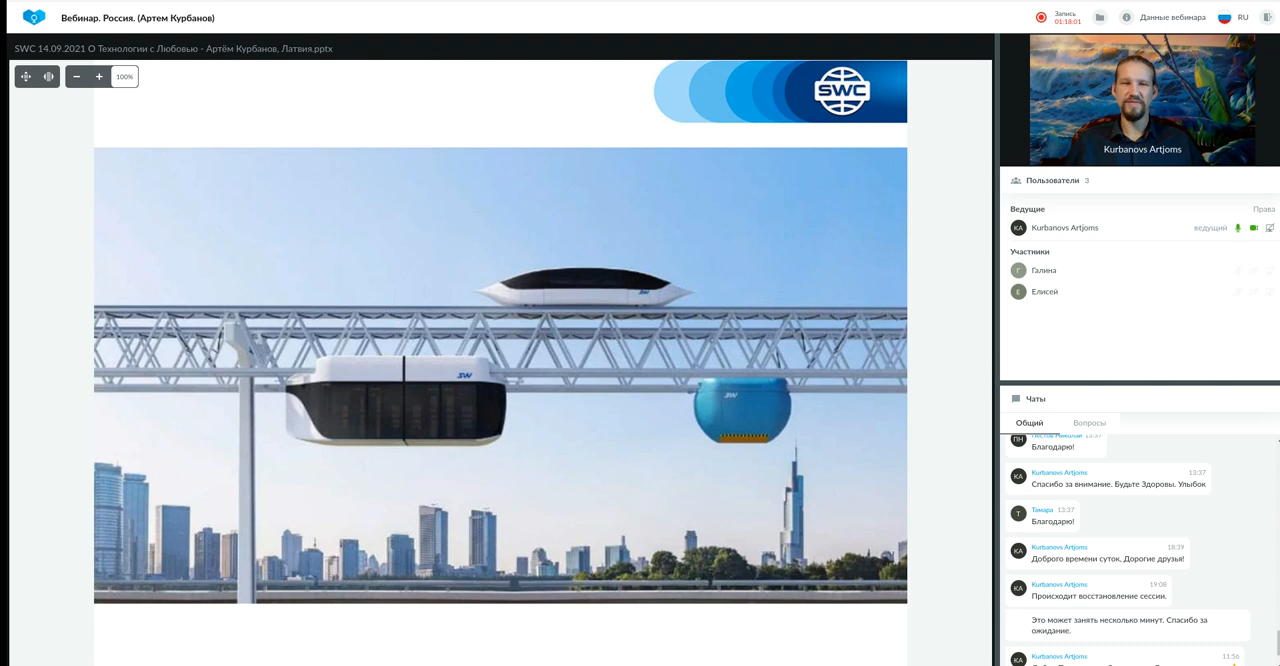 Вебинар. Россия. (Артем Курбанов)
Запись
01:18:01
Данные вебинара
RU
SWC 14.09.2021 О Технологии с Любовью - Артём Курбанов, Латвия.pptx
100%
SWC
Kurbanovs Artjoms
Пользователи 3
Ведущие Права
KA Kurbanovs Artjoms ведущий
Участники
Г Галина
Е Елисей
Чаты
Общий Вопросы
ПН 13:37
Благодарю!
KA Kurbanovs Artjoms 13:37
Спасибо за внимание. Будьте Здоровы. Улыбок
Т Тамара 13:37
Благодарю!
KA Kurbanovs Artjoms 18:39
Доброго времени суток, Дорогие друзья!
KA Kurbanovs Artjoms 19:08
Происходит восстановление сессии.
Это может занять несколько минут. Спасибо за
ожидание.
KA Kurbanovs Artjoms 11:56